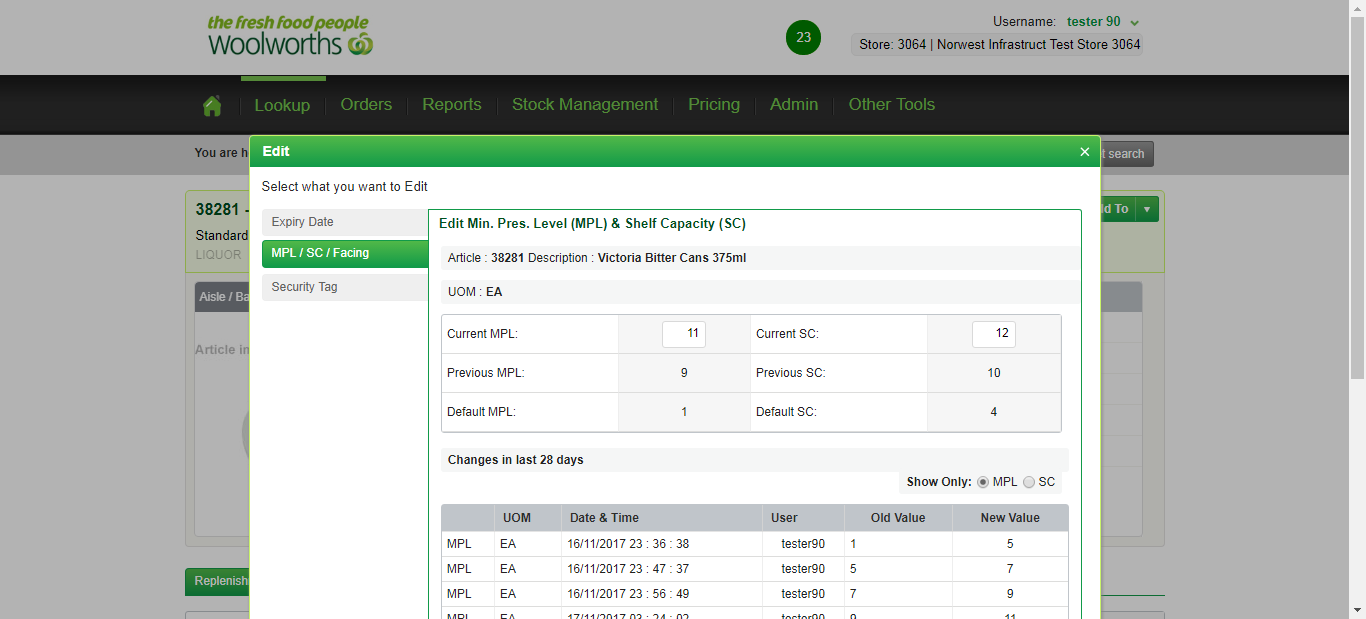 the fresh food people
Woolworths
23
Username: tester 90
Store: 3064 | Norwest Infrastruct Test Store 3064
Lookup Orders Reports Stock Management Pricing Admin Other Tools
You are h
t search
Edit
Select what you want to Edit
38281 -
Standard
LIQUOR
d To
Aisle / Ba
Article in
Replenish
Expiry Date
MPL / SC / Facing
Security Tag
Edit Min. Pres. Level (MPL) & Shelf Capacity (SC)
Article : 38281 Description : Victoria Bitter Cans 375ml
UOM : EA
Current MPL: 11 Current SC: 12
Previous MPL: 9 Previous SC: 10
Default MPL: 1 Default SC: 4
Changes in last 28 days
Show Only: MPL SC
UOM Date & Time User Old Value New Value
MPL EA 16/11/2017 23 : 36 : 38 tester90 1 5
MPL EA 16/11/2017 23 : 47 : 37 tester90 5 7
MPL EA 16/11/2017 23 : 56 : 49 tester90 7 9
MPL EA 17/11/2017 03 : 24 : 02 tester90 9 11